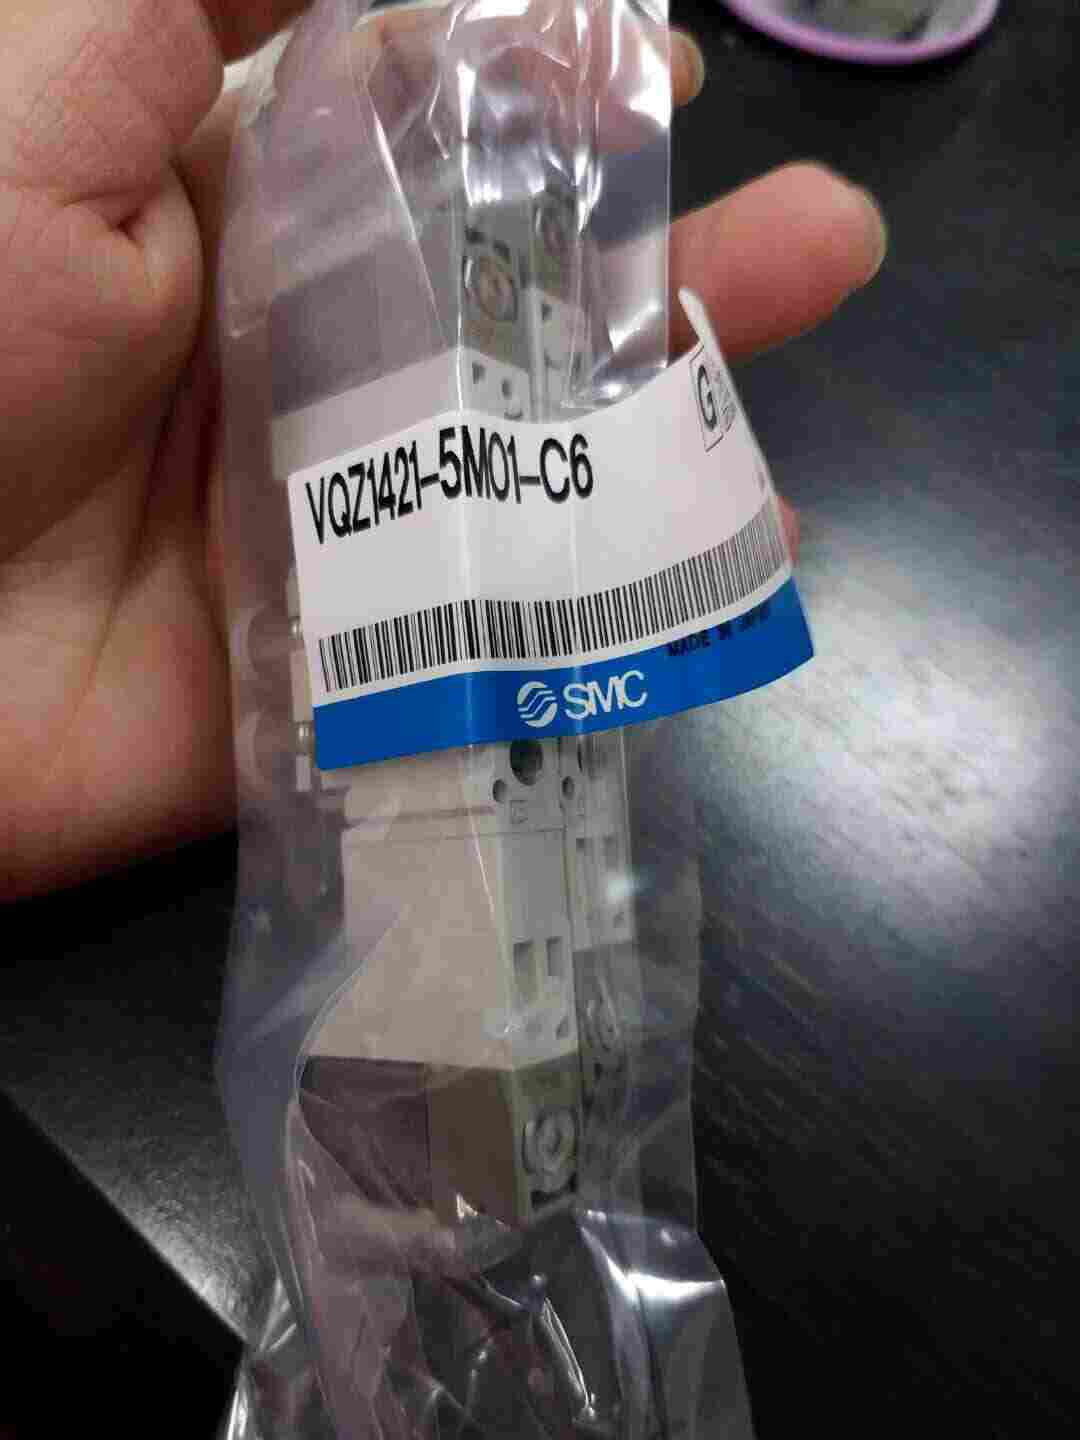 G
VQZ1421-5M01-C6
MADE IN JAPAN
SMC